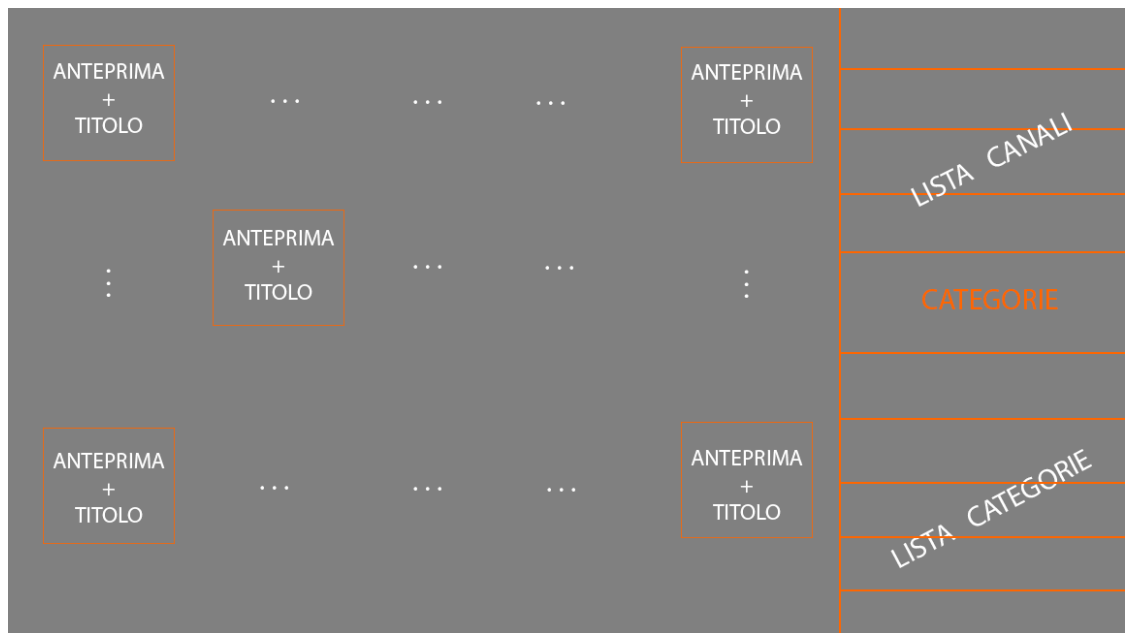 ANTEPRIMA
+
TITOLO
... ... ...
ANTEPRIMA
+
TITOLO
LISTA CANALI
...
ANTEPRIMA
+
TITOLO
... ...
...
CATEGORIE
ANTEPRIMA
+
TITOLO
... ... ...
ANTEPRIMA
+
TITOLO
LISTA CATEGORIE